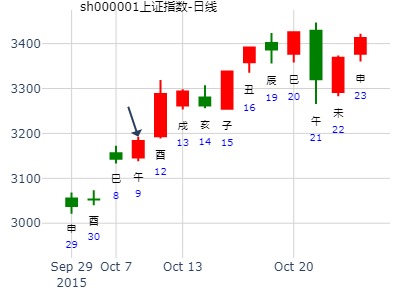 sh000001上证指数-日线
3400
3300
3200
3100
3000
申
29
酉
30
巳
8
午
9
酉
12
戌
13
亥
14
子
15
丑
16
辰
19
巳
20
午
21
未
22
申
23
Sep 29
2015
Oct 7
Oct 13
Oct 20